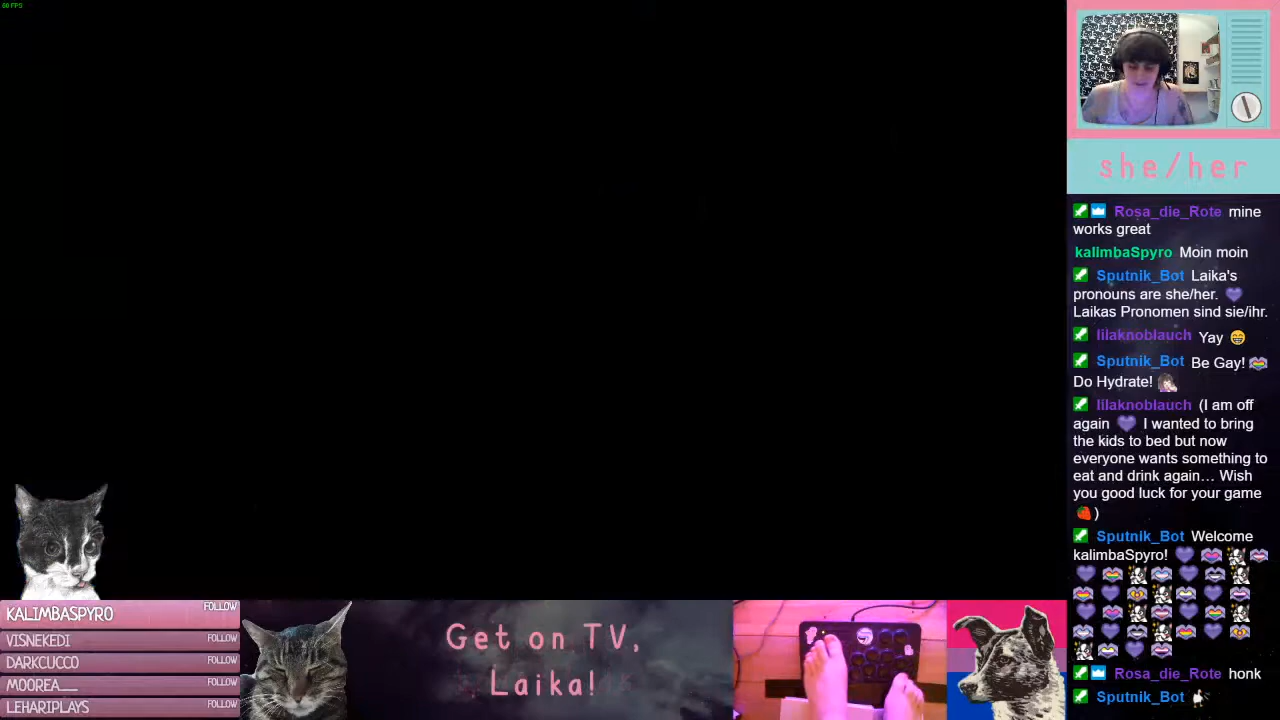 60 FPS
she/her
Rosa_die_Rote mine
works great
kalimbaSpyro Moin moin
Sputnik_Bot Laika's
pronouns are she/her.
Laikas Pronomen sind sie/ihr.
lilaknoblauch Yay
Sputnik_Bot Be Gay!
Do Hydrate!
lilaknoblauch (I am off
again I wanted to bring
the kids to bed but now
everyone wants something to
eat and drink again... Wish
you good luck for your game
)
Sputnik_Bot Welcome
kalimbaSpyro!
Rosa_die_Rote honk
Sputnik_Bot
KALIMBASPYRO FOLLOW
VISNEKEDI FOLLOW
DARKCUCCO FOLLOW
MOOREA__ FOLLOW
LEHARIPLAYS FOLLOW
Get on TV,
Laika!